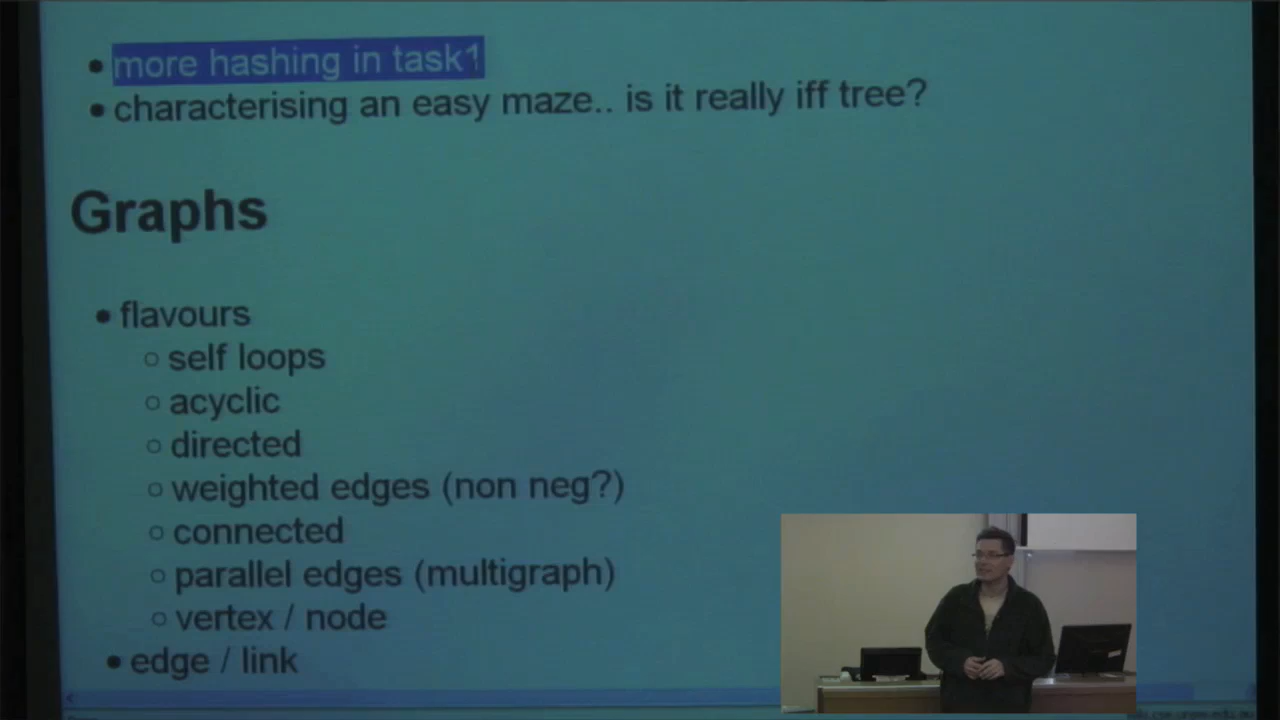 more hashing in task1
characterising an easy maze.. is it really iff tree?
Graphs
flavours
self loops
acyclic
directed
weighted edges (non neg?)
connected
parallel edges (multigraph)
vertex / node
edge / link